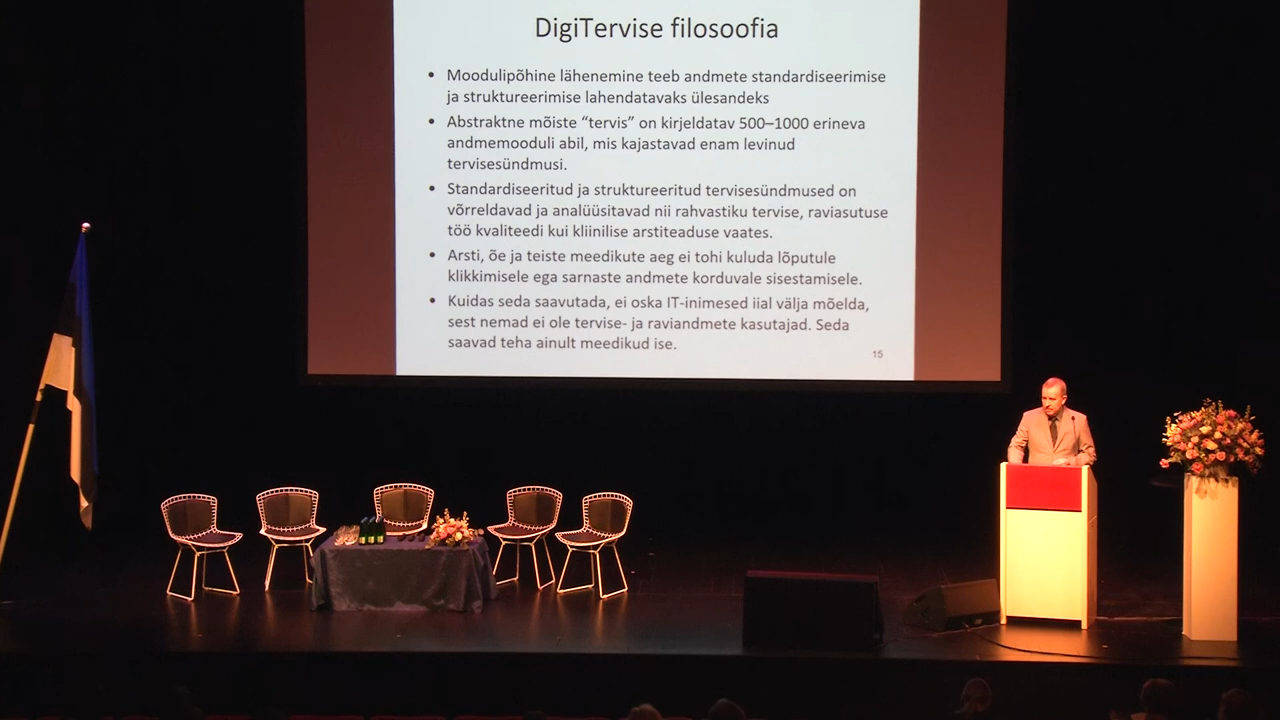 DigiTervise filosoofia
• Moodulipõhine lähenemine teeb andmete standardiseerimise
ja struktureerimise lahendatavaks ülesandeks
• Abstraktne mõiste “tervis” on kirjeldatav 500–1000 erineva
andmemooduli abil, mis kajastavad enam levinud
tervisesündmusi.
• Standardiseeritud ja struktureeritud tervisesündmused on
võrreldavad ja analüüsitavad nii rahvastiku tervise, raviasutuse
töö kvaliteedi kui kliinilise arstiteaduse vaates.
• Arsti, õe ja teiste meedikute aeg ei tohi kuluda lõputule
klikkimisele ega sarnaste andmete korduvale sisestamisele.
• Kuidas seda saavutada, ei oska IT-inimesed iial välja mõelda,
sest nemad ei ole tervise- ja raviandmete kasutajad. Seda
saavad teha ainult meedikud ise.
15